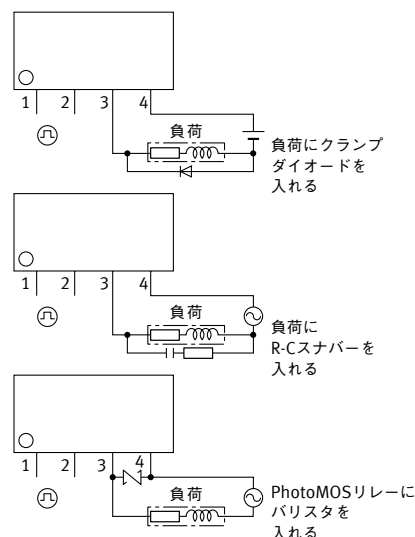 1 2 3 4
負荷
負荷にクランプ
ダイオードを
入れる
1 2 3 4
負荷
負荷に
R-Cスナバーを
入れる
1 2 3 4
負荷
PhotoMOSリレーに
バリスタを
入れる